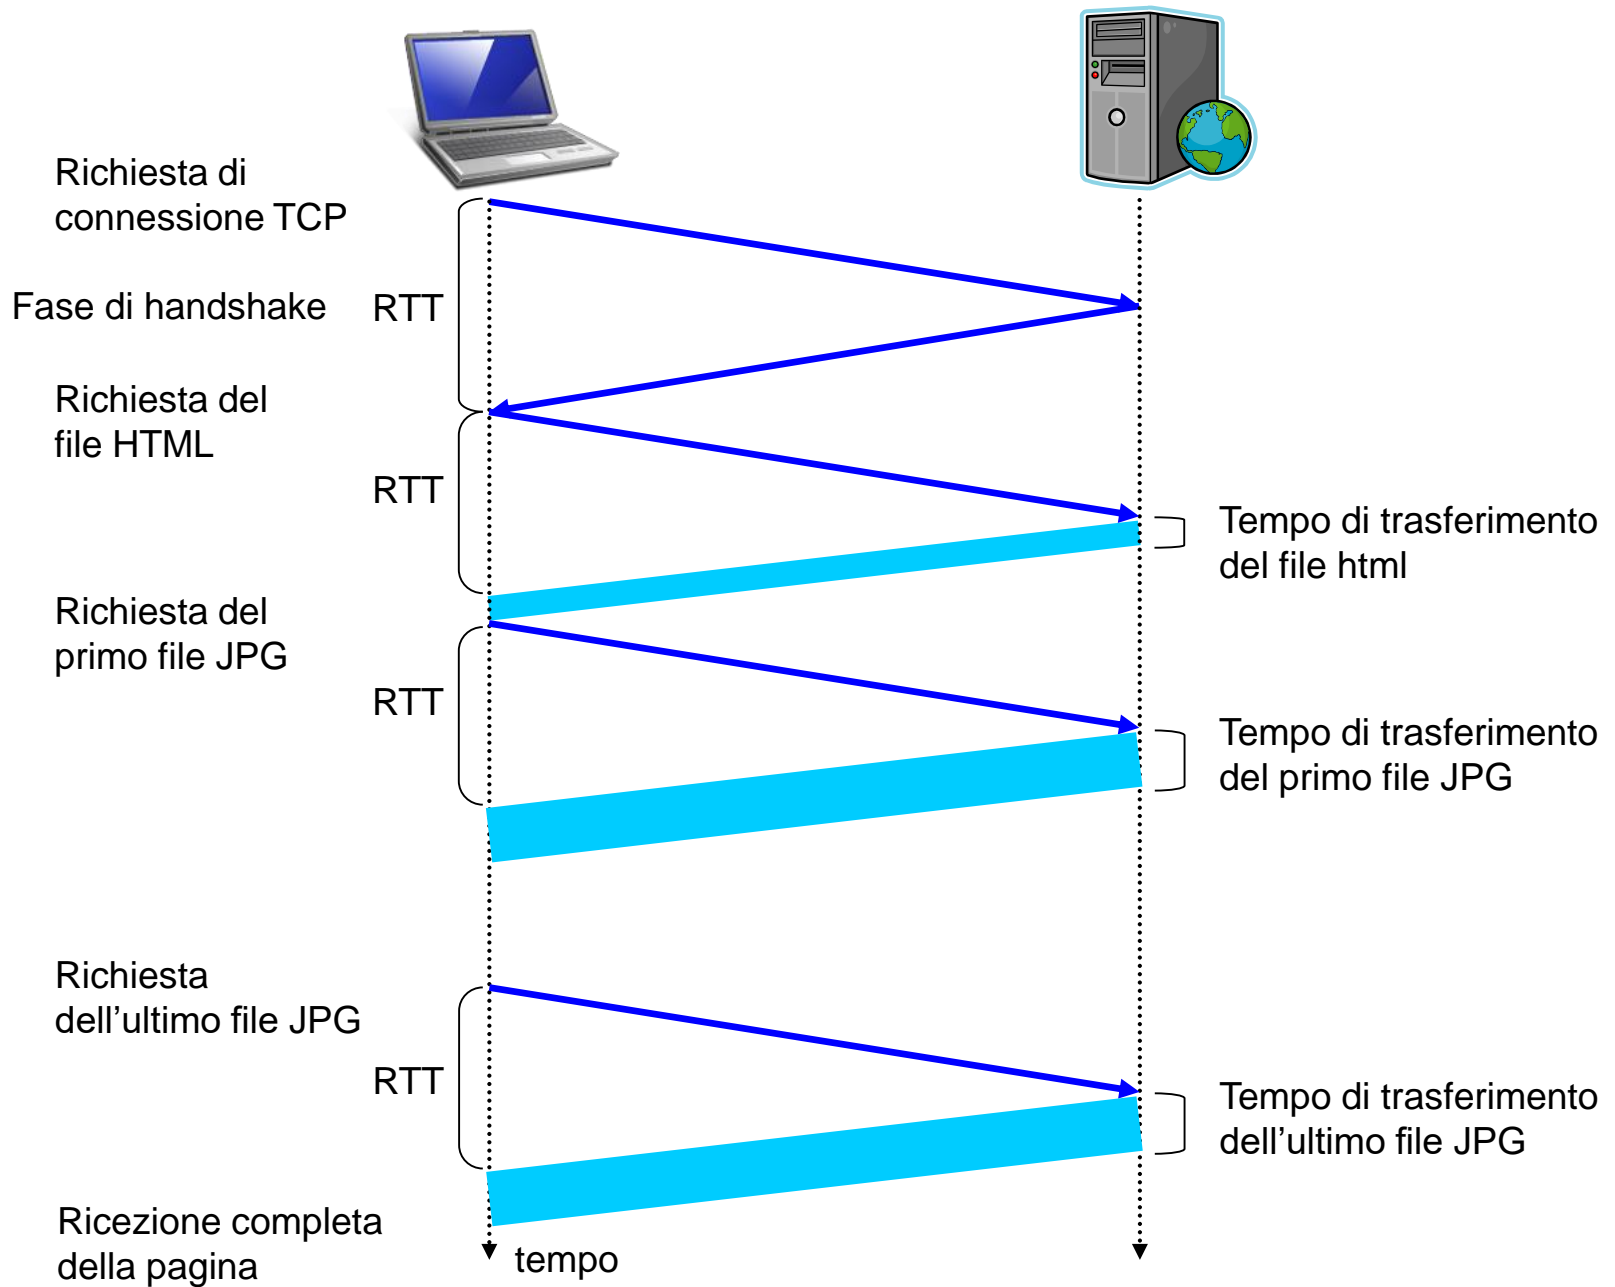 Richiesta di
connessione TCP
Fase di handshake
RTT
Richiesta del
file HTML
RTT
Tempo di trasferimento
del file html
Richiesta del
primo file JPG
RTT
Tempo di trasferimento
del primo file JPG
Richiesta
dell’ultimo file JPG
RTT
Tempo di trasferimento
dell’ultimo file JPG
Ricezione completa
della pagina
tempo